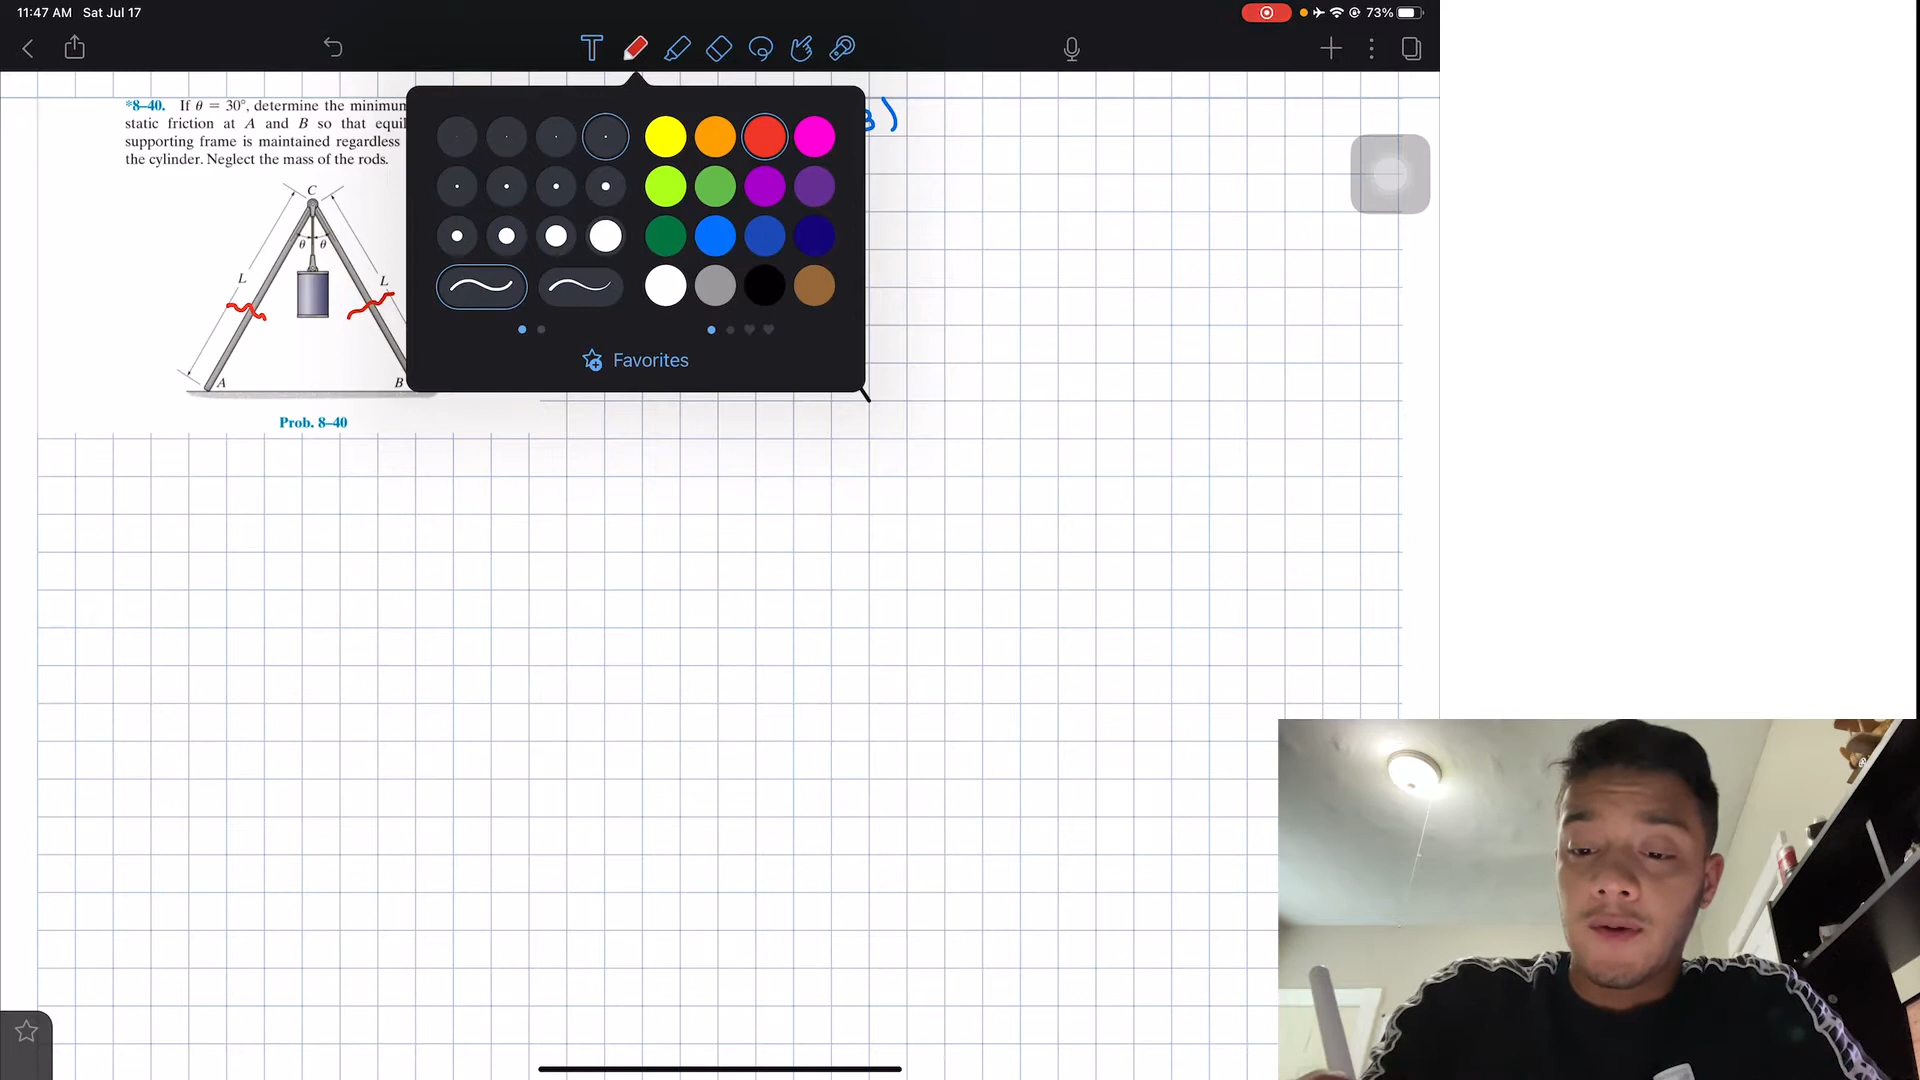 11:47 AM Sat Jul 17
73%
T
*8–40. If θ = 30°, determine the minimum
static friction at A and B so that equil
supporting frame is maintained regardless
the cylinder. Neglect the mass of the rods.
B)
C
θ θ
L L
A B
Prob. 8–40
Favorites